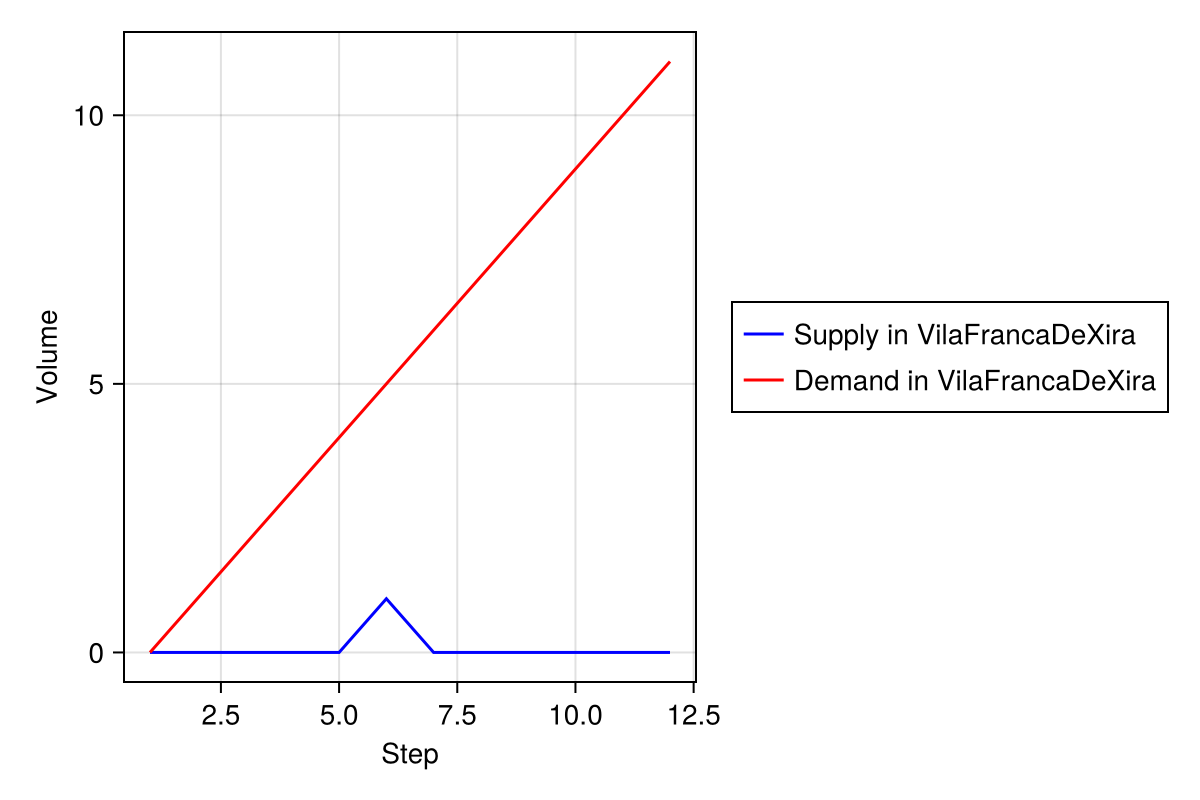 10
5
0
Volume
2.5 5.0 7.5 10.0 12.5
Step
Supply in VilaFrancaDeXira
Demand in VilaFrancaDeXira